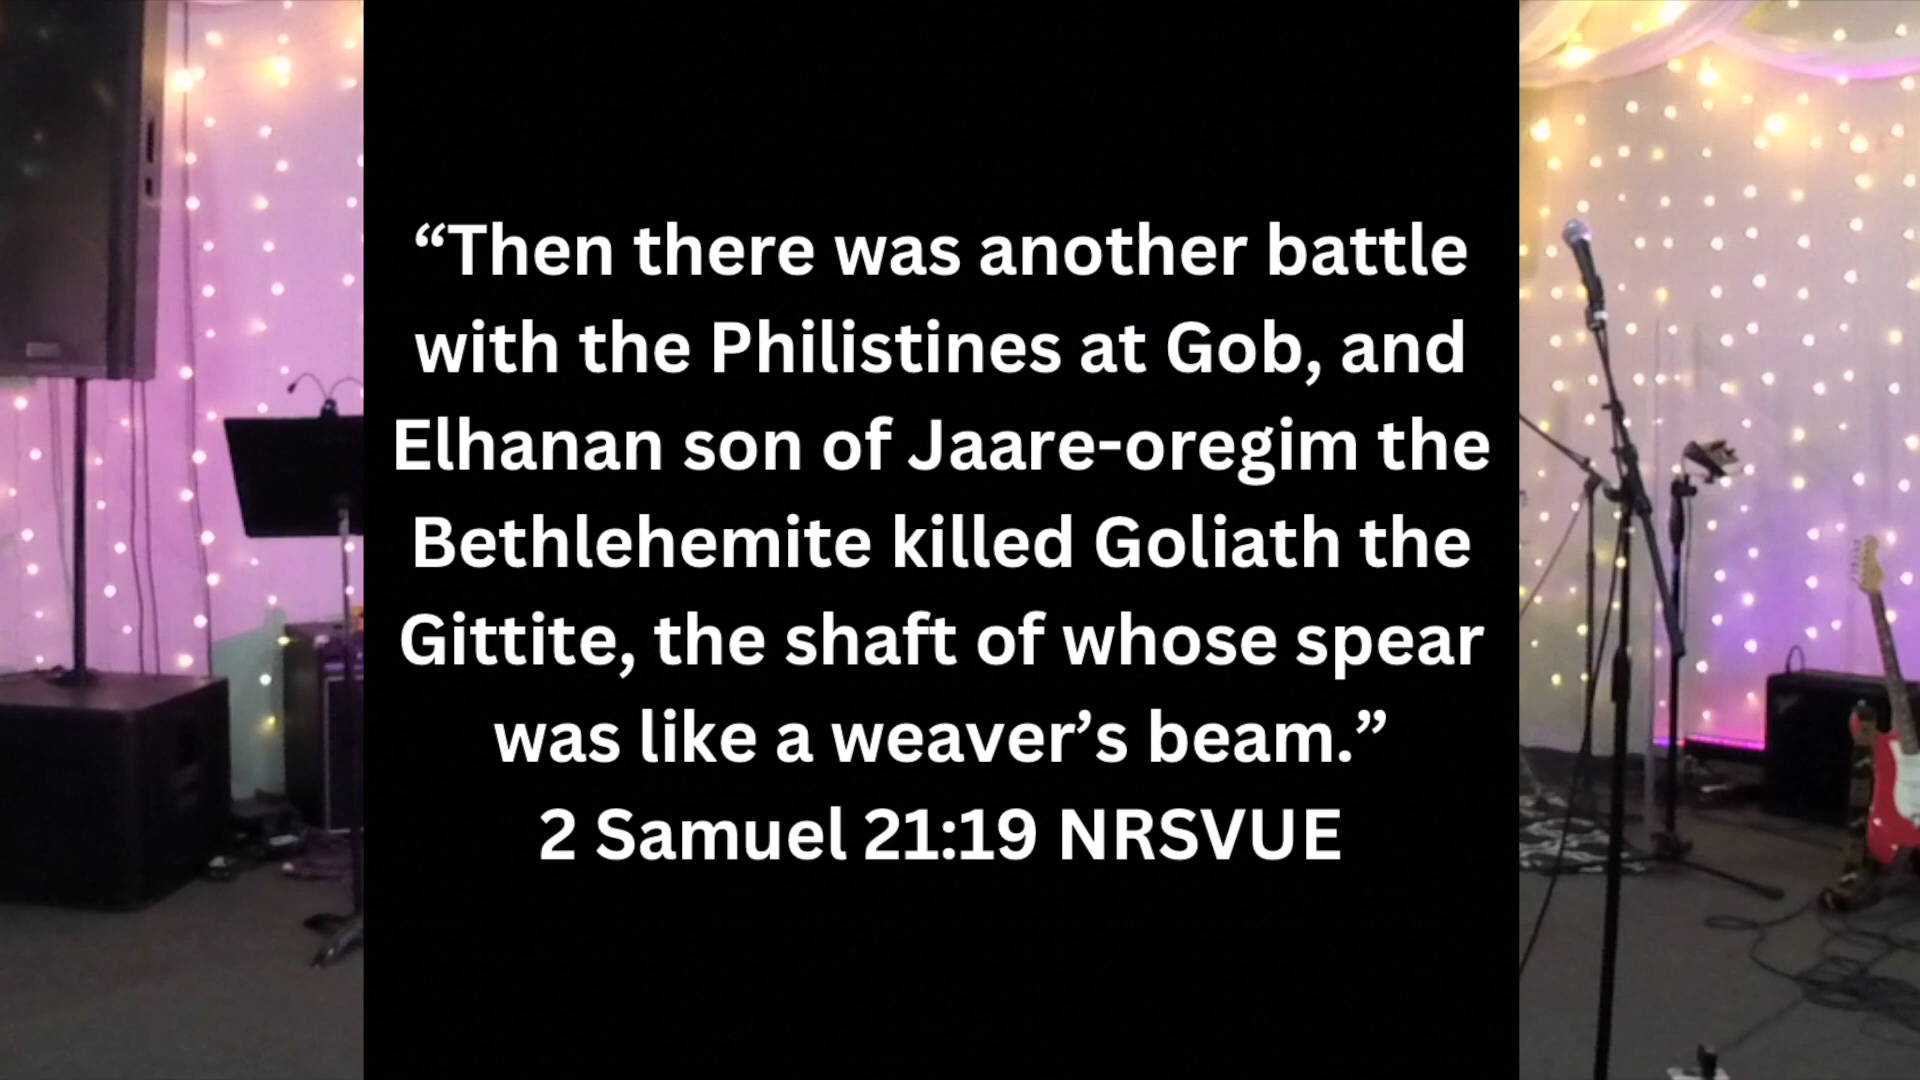 “Then there was another battle
with the Philistines at Gob, and
Elhanan son of Jaare-oregim the
Bethlehemite killed Goliath the
Gittite, the shaft of whose spear
was like a weaver’s beam.”
2 Samuel 21:19 NRSVUE